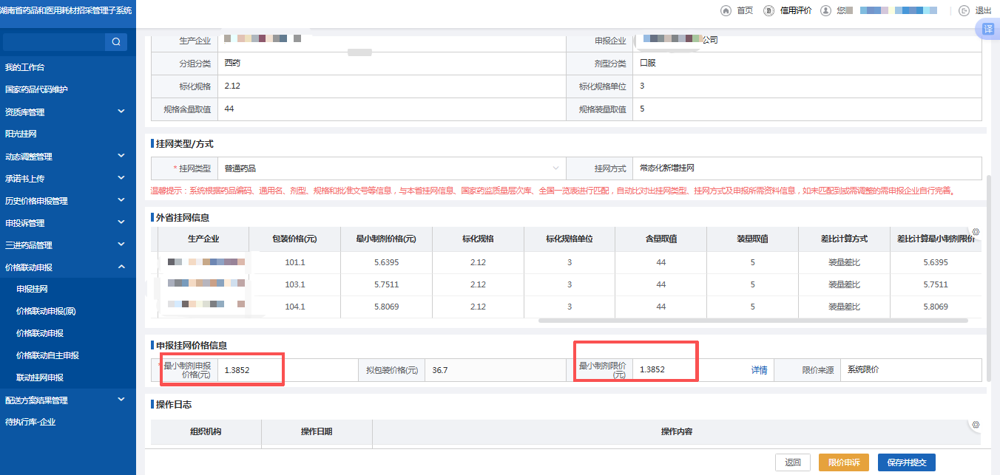 湖南省药品和医用耗材招采管理子系统
首页 信用评价 您 退出
译
我的工作台
国家药品代码维护
资质库管理
阳光挂网
动态调整管理
承诺书上传
历史价格申报管理
申投诉管理
三进药品管理
价格联动申报
申报挂网
价格联动申报(原)
价格联动申报
价格联动自主申报
联动挂网申报
配送方案结果管理
待执行库-企业
生产企业 申报企业 公司
分组分类 西药 剂型分类 口服
标化规格 2.12 标化规格单位 3
规格含量取值 44 规格装量取值 5
挂网类型/方式
* 挂网类型 普通药品 挂网方式 常态化新增挂网
温馨提示：系统根据药品编码、通用名、剂型、规格和批准文号等信息，与本省挂网信息、国家药监质量层次库、全国一览表进行匹配，自动比对出挂网类型、挂网方式及申报所需资料信息，如未匹配到或需调整的需申报企业自行完善。
外省挂网信息
生产企业 包装价格(元) 最小制剂价格(元) 标化规格 标化规格单位 含量取值 装量取值 差比计算方式 差比计算最小制剂限价
101.1 5.6395 2.12 3 44 5 装量差比 5.6395
103.1 5.7511 2.12 3 44 5 装量差比 5.7511
104.1 5.8069 2.12 3 44 5 装量差比 5.8069
申报挂网价格信息
* 最小制剂申报价格(元) 1.3852 拟包装价格(元) 36.7 最小制剂限价(元) 1.3852 详情 限价来源 系统限价
操作日志
组织机构 操作日期 操作内容
返回 限价申诉 保存并提交